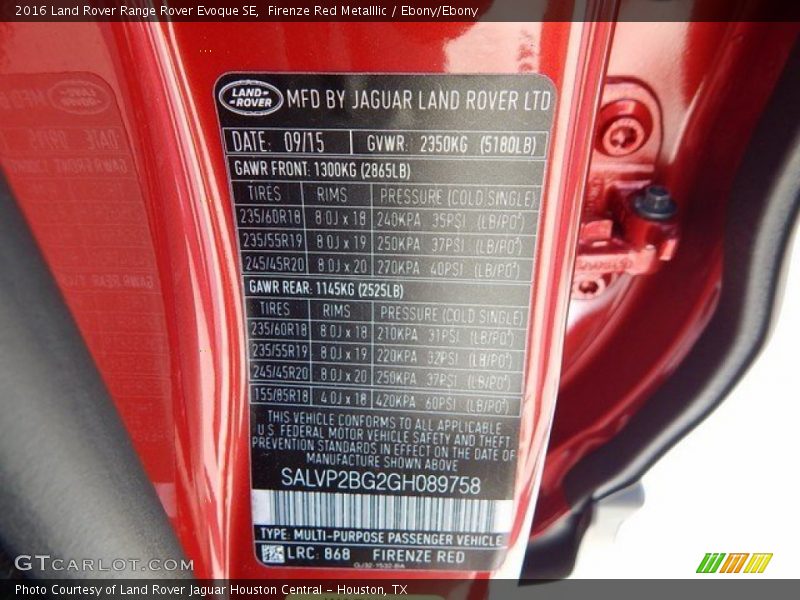 2016 Land Rover Range Rover Evoque SE,  Firenze Red Metalllic / Ebony/Ebony
LAND-ROVER MFD BY JAGUAR LAND ROVER LTD
DATE: 09/15 GVWR: 2350KG (5180LB)
GAWR FRONT: 1300KG (2865LB)
TIRES RIMS PRESSURE (COLD SINGLE)
235/60R18 8.0J x 18 240KPA 35PSI (LB/PO²)
235/55R19 8.0J x 19 250KPA 37PSI (LB/PO²)
245/45R20 8.0J x 20 270KPA 40PSI (LB/PO²)
GAWR REAR: 1145KG (2525LB)
TIRES RIMS PRESSURE (COLD SINGLE)
235/60R18 8.0J x 18 210KPA 31PSI (LB/PO²)
235/55R19 8.0J x 19 220KPA 32PSI (LB/PO²)
245/45R20 8.0J x 20 250KPA 37PSI (LB/PO²)
155/85R18 4.0J x 18 420KPA 60PSI (LB/PO²)
THIS VEHICLE CONFORMS TO ALL APPLICABLE
U.S. FEDERAL MOTOR VEHICLE SAFETY AND THEFT
PREVENTION STANDARDS IN EFFECT ON THE DATE OF
MANUFACTURE SHOWN ABOVE
SALVP2BG2GH089758
TYPE: MULTI-PURPOSE PASSENGER VEHICLE
LRC: 868 FIRENZE RED
GJ32-1532-BA
GTCARLOT.COM
Photo Courtesy of Land Rover Jaguar Houston Central - Houston, TX